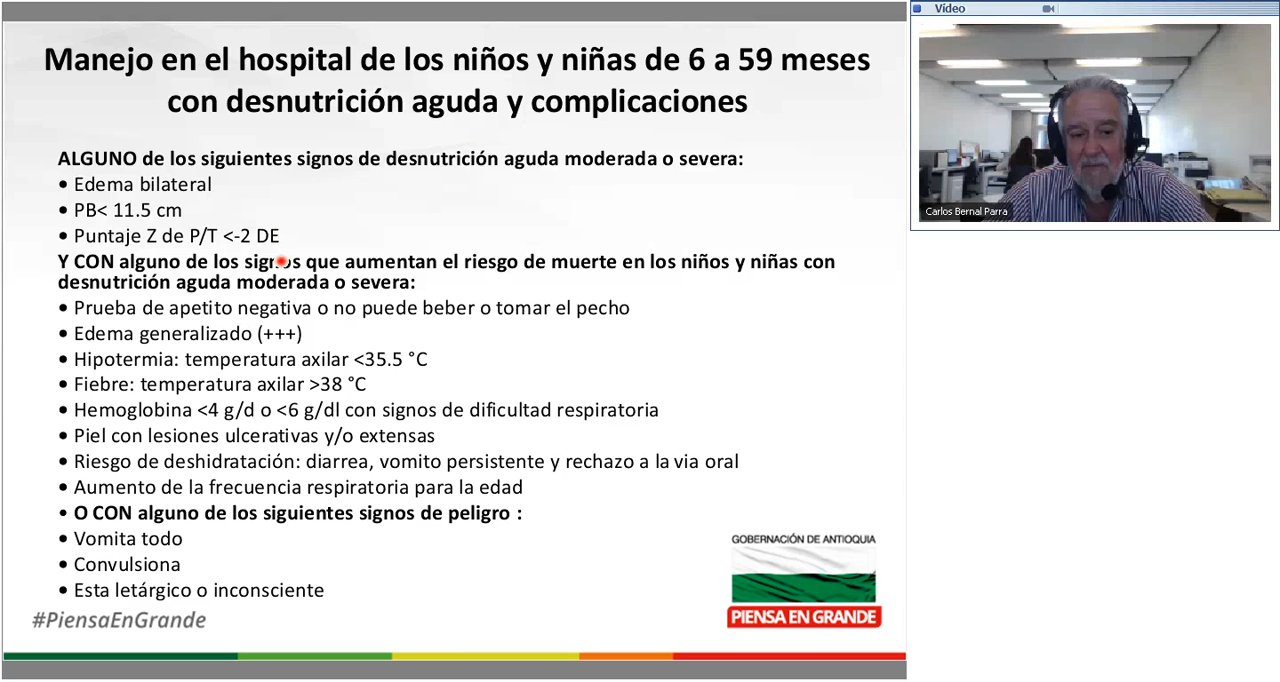 Manejo en el hospital de los niños y niñas de 6 a 59 meses
con desnutrición aguda y complicaciones
ALGUNO de los siguientes signos de desnutrición aguda moderada o severa:
• Edema bilateral
• PB< 11.5 cm
• Puntaje Z de P/T <-2 DE
Y CON alguno de los signos que aumentan el riesgo de muerte en los niños y niñas con
desnutrición aguda moderada o severa:
• Prueba de apetito negativa o no puede beber o tomar el pecho
• Edema generalizado (+++)
• Hipotermia: temperatura axilar <35.5 °C
• Fiebre: temperatura axilar >38 °C
• Hemoglobina <4 g/d o <6 g/dl con signos de dificultad respiratoria
• Piel con lesiones ulcerativas y/o extensas
• Riesgo de deshidratación: diarrea, vomito persistente y rechazo a la via oral
• Aumento de la frecuencia respiratoria para la edad
• O CON alguno de los siguientes signos de peligro :
• Vomita todo
• Convulsiona
• Esta letárgico o inconsciente
#PiensaEnGrande
GOBERNACIÓN DE ANTIOQUIA
PIENSA EN GRANDE
Vídeo
Carlos Bernal Parra